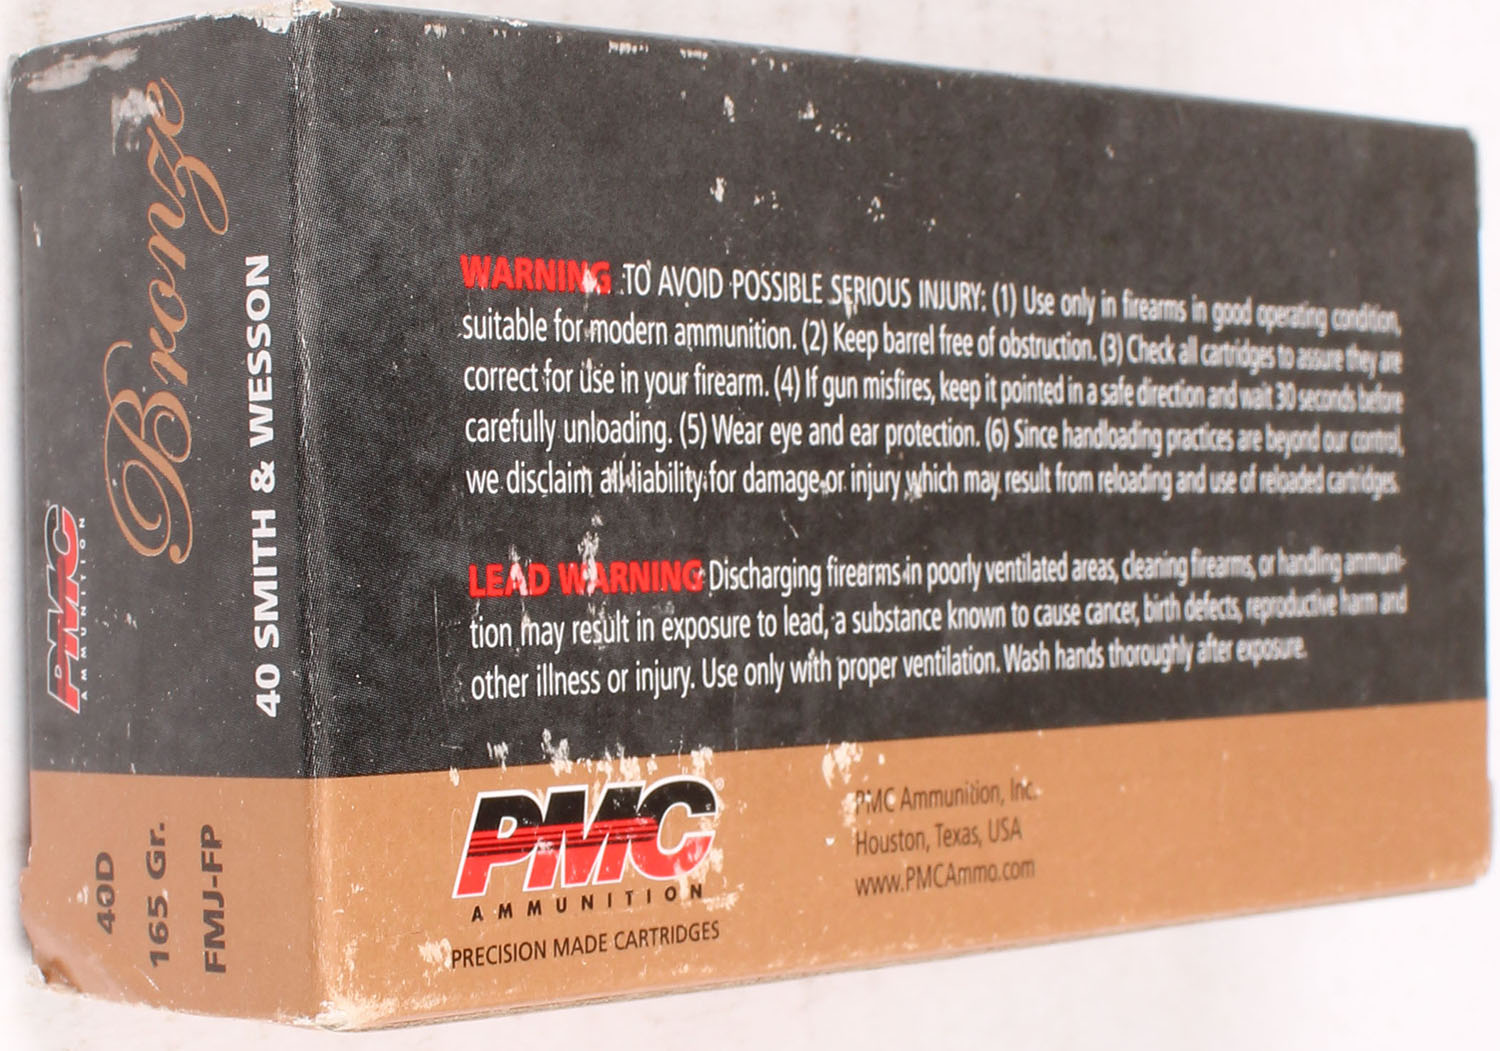 PMC
AMMUNITION
Bronze
40 SMITH & WESSON
40D
165 Gr.
FMJ-FP
WARNING TO AVOID POSSIBLE SERIOUS INJURY: (1) Use only in firearms in good operating condition,
suitable for modern ammunition. (2) Keep barrel free of obstruction. (3) Check all cartridges to assure they are
correct for use in your firearm. (4) If gun misfires, keep it pointed in a safe direction and wait 30 seconds before
carefully unloading. (5) Wear eye and ear protection. (6) Since handloading practices are beyond our control,
we disclaim all liability for damage or injury which may result from reloading and use of reloaded cartridges.
LEAD WARNING: Discharging firearms in poorly ventilated areas, cleaning firearms, or handling ammuni-
tion may result in exposure to lead, a substance known to cause cancer, birth defects, reproductive harm and
other illness or injury. Use only with proper ventilation. Wash hands thoroughly after exposure.
PMC®
AMMUNITION
PRECISION MADE CARTRIDGES
PMC Ammunition, Inc.
Houston, Texas, USA
www.PMCAmmo.com